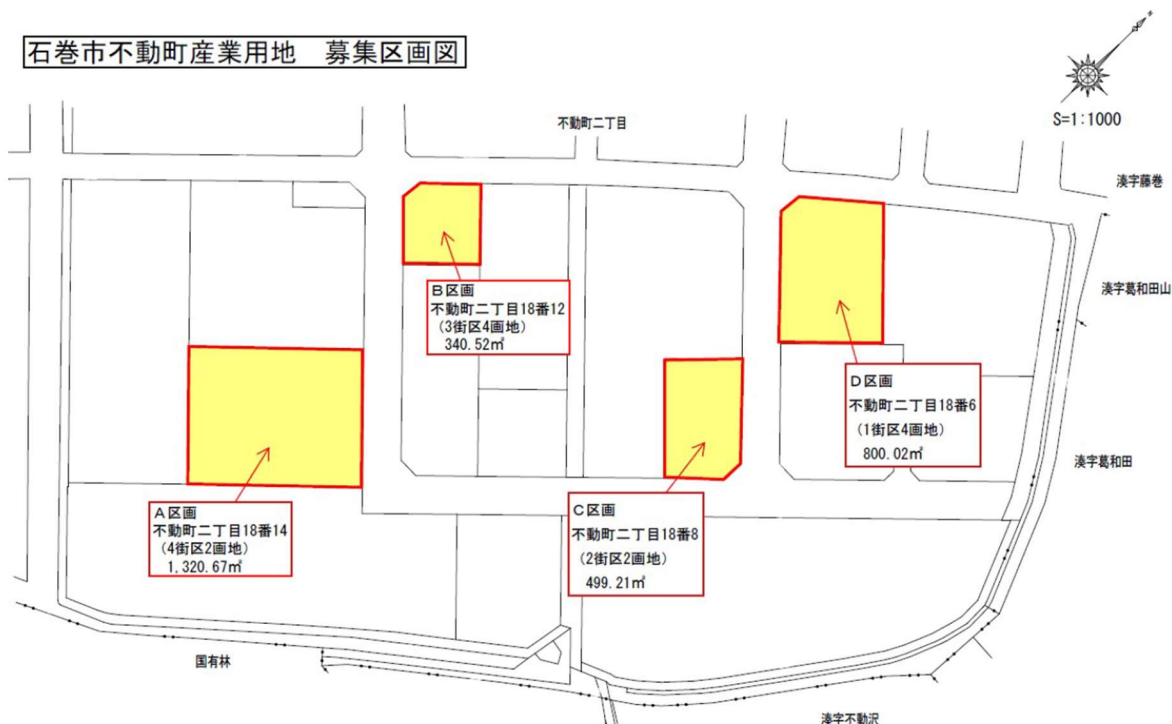 石巻市不動町産業用地　募集区画図
S=1:1000
不動町二丁目
湊字藤巻
湊字葛和田山
B区画
不動町二丁目18番12
(3街区4画地)
340.52㎡
D区画
不動町二丁目18番6
(1街区4画地)
800.02㎡
湊字葛和田
A区画
不動町二丁目18番14
(4街区2画地)
1,320.67㎡
C区画
不動町二丁目18番8
(2街区2画地)
499.21㎡
国有林
湊字不動沢